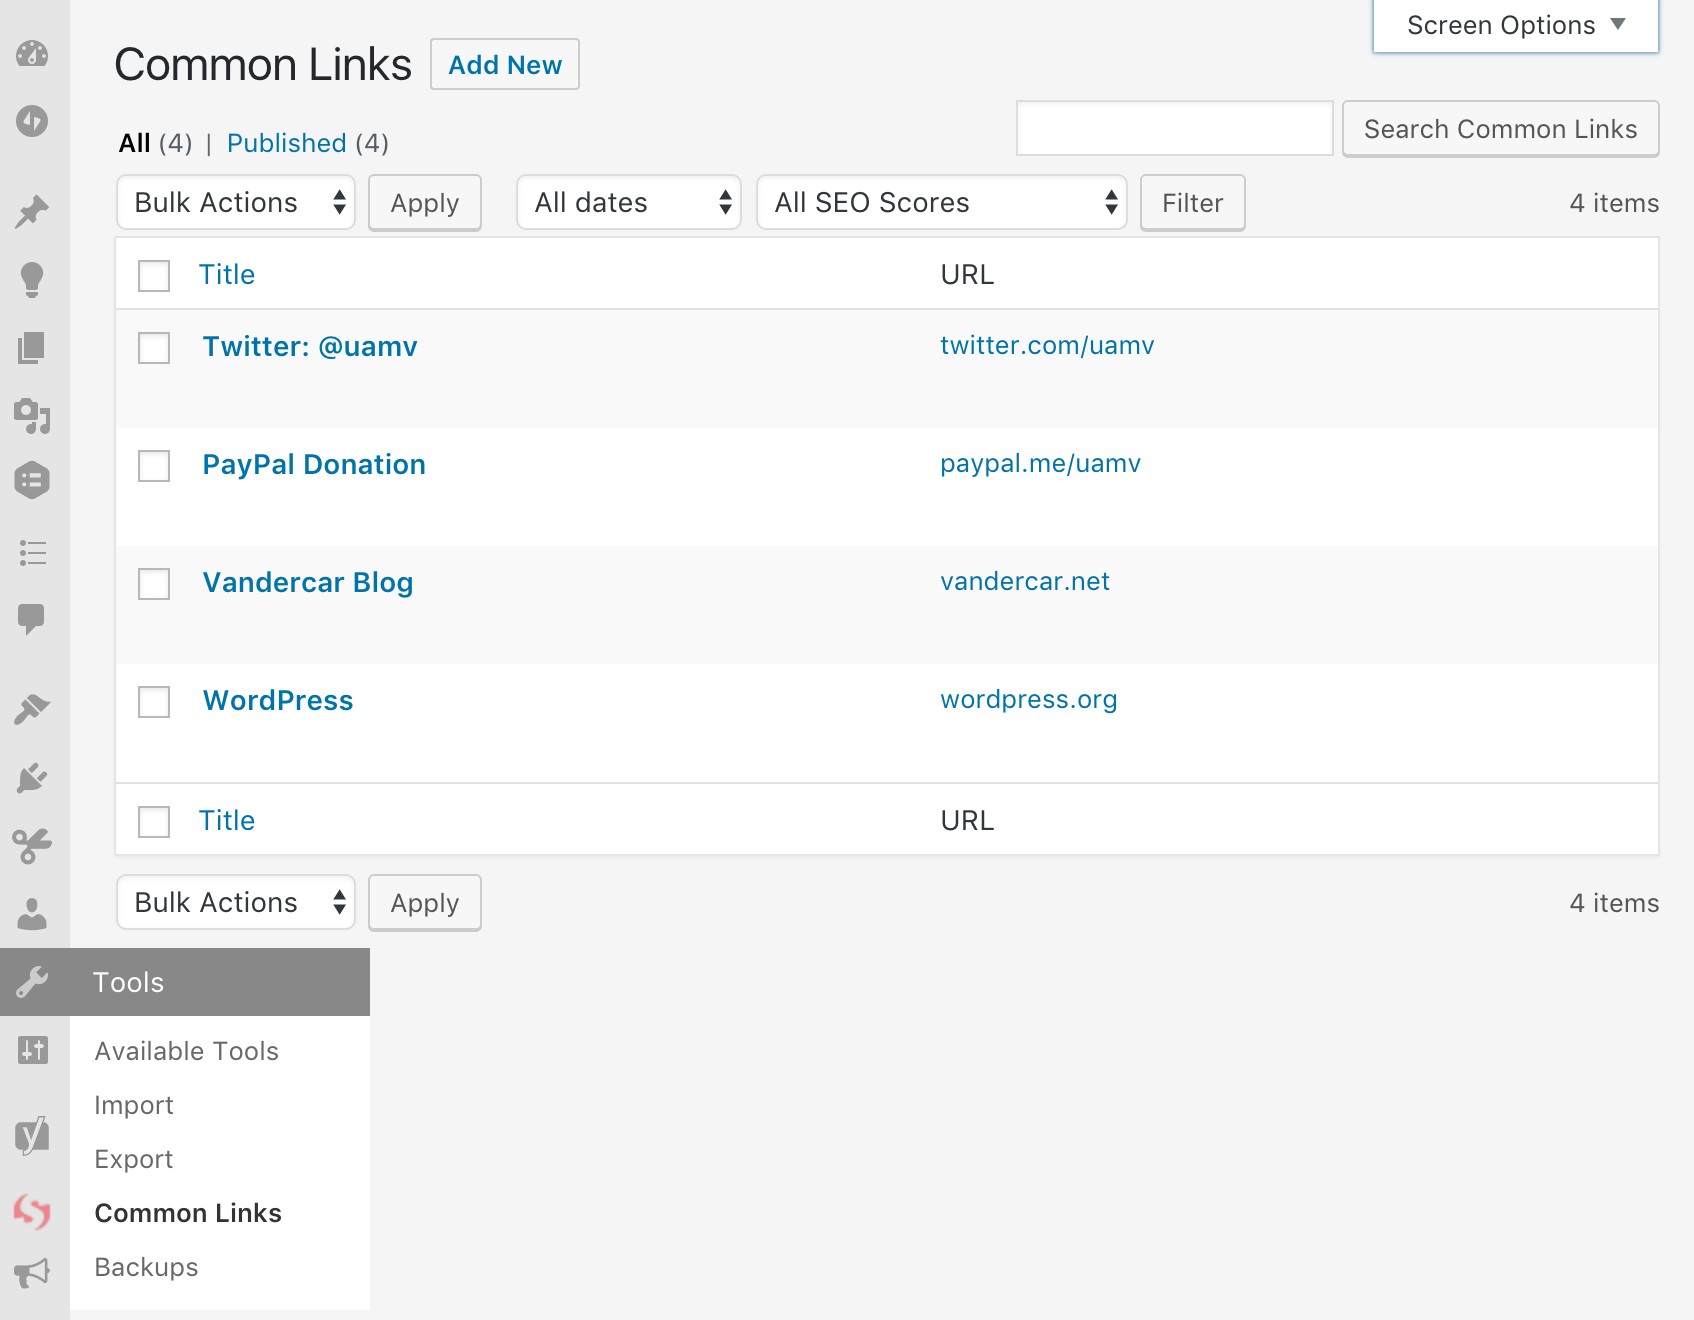 Screen Options
Common Links Add New
All (4) | Published (4)
Search Common Links
Bulk Actions Apply All dates All SEO Scores Filter 4 items
Title URL
Twitter: @uamv twitter.com/uamv
PayPal Donation paypal.me/uamv
Vandercar Blog vandercar.net
WordPress wordpress.org
Title URL
Bulk Actions Apply 4 items
Tools
Available Tools
Import
Export
Common Links
Backups